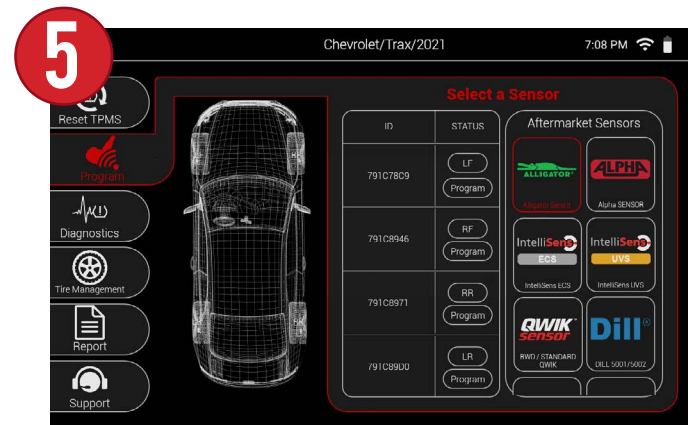 5
Chevrolet/Trax/2021
7:08 PM
Reset TPMS
Program
Diagnostics
Tire Management
Report
Support
Select a Sensor
ID
STATUS
791C78C9
LF
Program
791C8946
RF
Program
791C8971
RR
Program
791C89D0
LR
Program
Aftermarket Sensors
ALLIGATOR®
ALPHA
Alpha SENSOR
IntelliSens
ECS
IntelliSens ECS
IntelliSens
UVS
IntelliSens UVS
QWIK
sensor
RWD / STANDARD
QWIK
Dill®
DILL 5001/5002